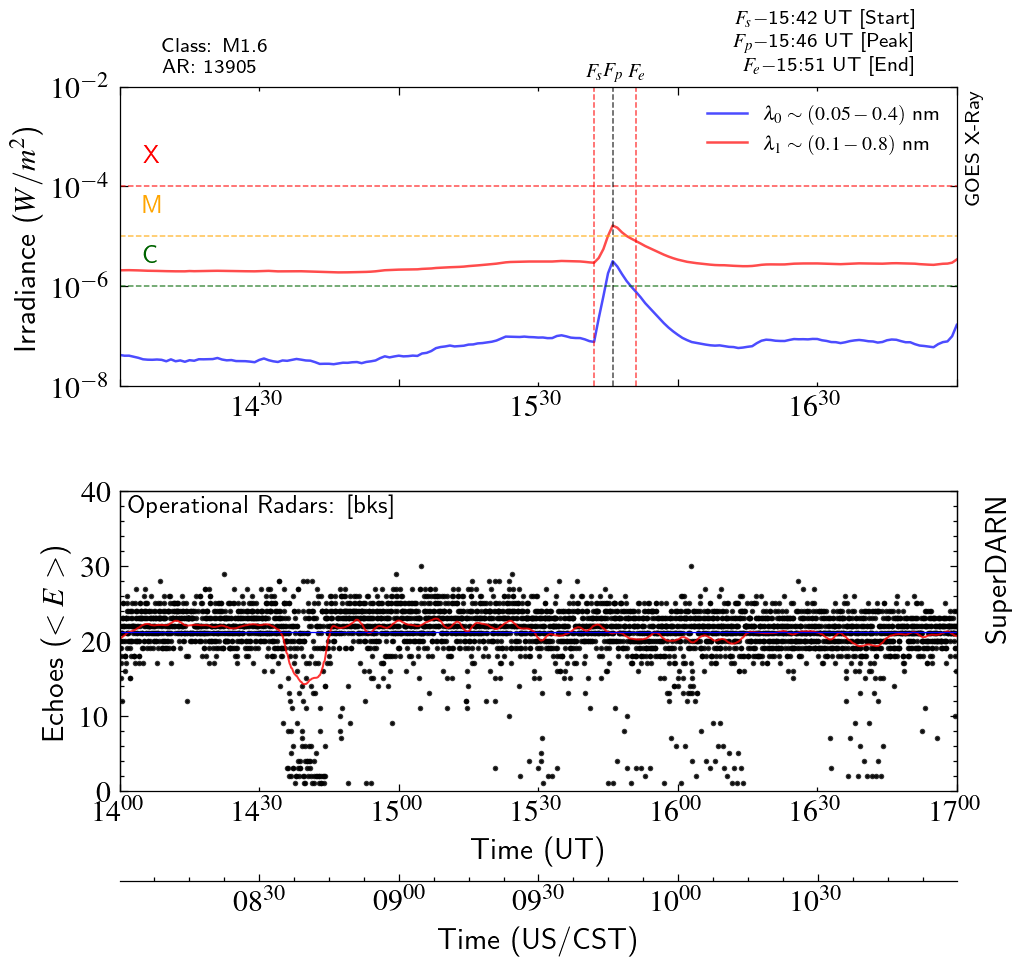 Class: M1.6
AR: 13905
F_s−15:42 UT [Start]
F_p−15:46 UT [Peak]
F_e−15:51 UT [End]
F_s F_p F_e
10^−2
10^−4
10^−6
10^−8
Irradiance (W/m^2)
X
M
C
λ_0 ∼ (0.05 − 0.4) nm
λ_1 ∼ (0.1 − 0.8) nm
GOES X-Ray
14^30 15^30 16^30
Operational Radars: [bks]
40
30
20
10
0
Echoes (< E >)
SuperDARN
14^00 14^30 15^00 15^30 16^00 16^30 17^00
Time (UT)
08^30 09^00 09^30 10^00 10^30
Time (US/CST)